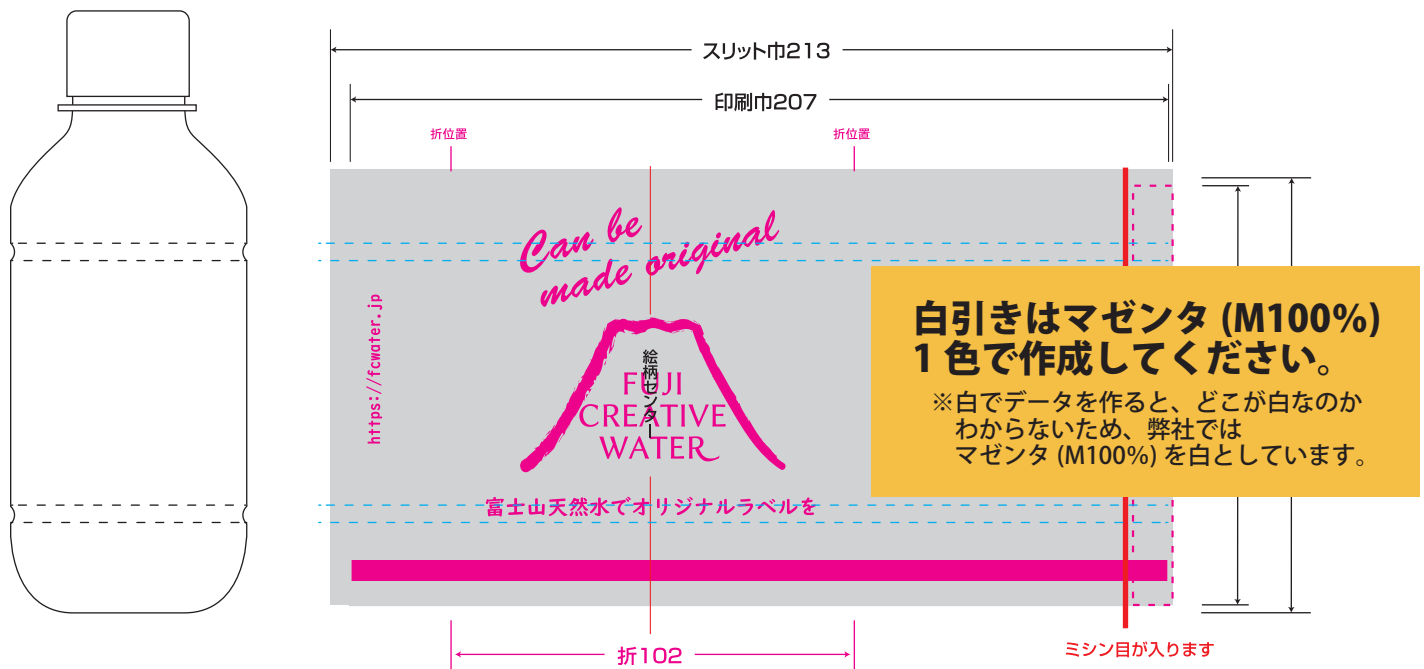 スリット巾213
印刷巾207
折位置
折位置
Can be
made original
https://fcwater.jp
絵柄センター
FUJI
CREATIVE
WATER
富士山天然水でオリジナルラベルを
白引きはマゼンタ (M100%)
1 色で作成してください。
※白でデータを作ると、どこが白なのか
わからないため、弊社では
マゼンタ (M100%) を白としています。
折102
ミシン目が入ります